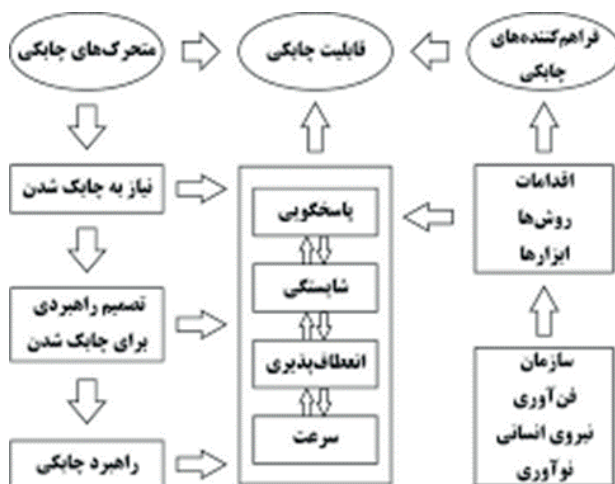 فراهم‌کننده‌های
چابکی
قابلیت چابکی
متحرک‌های چابکی
اقدامات
روش‌ها
ابزارها
پاسخگویی
شایستگی
انعطاف‌پذیری
سرعت
نیاز به چابک شدن
تصمیم راهبردی
برای چابک شدن
راهبرد چابکی
سازمان
فن‌آوری
نیروی انسانی
نوآوری